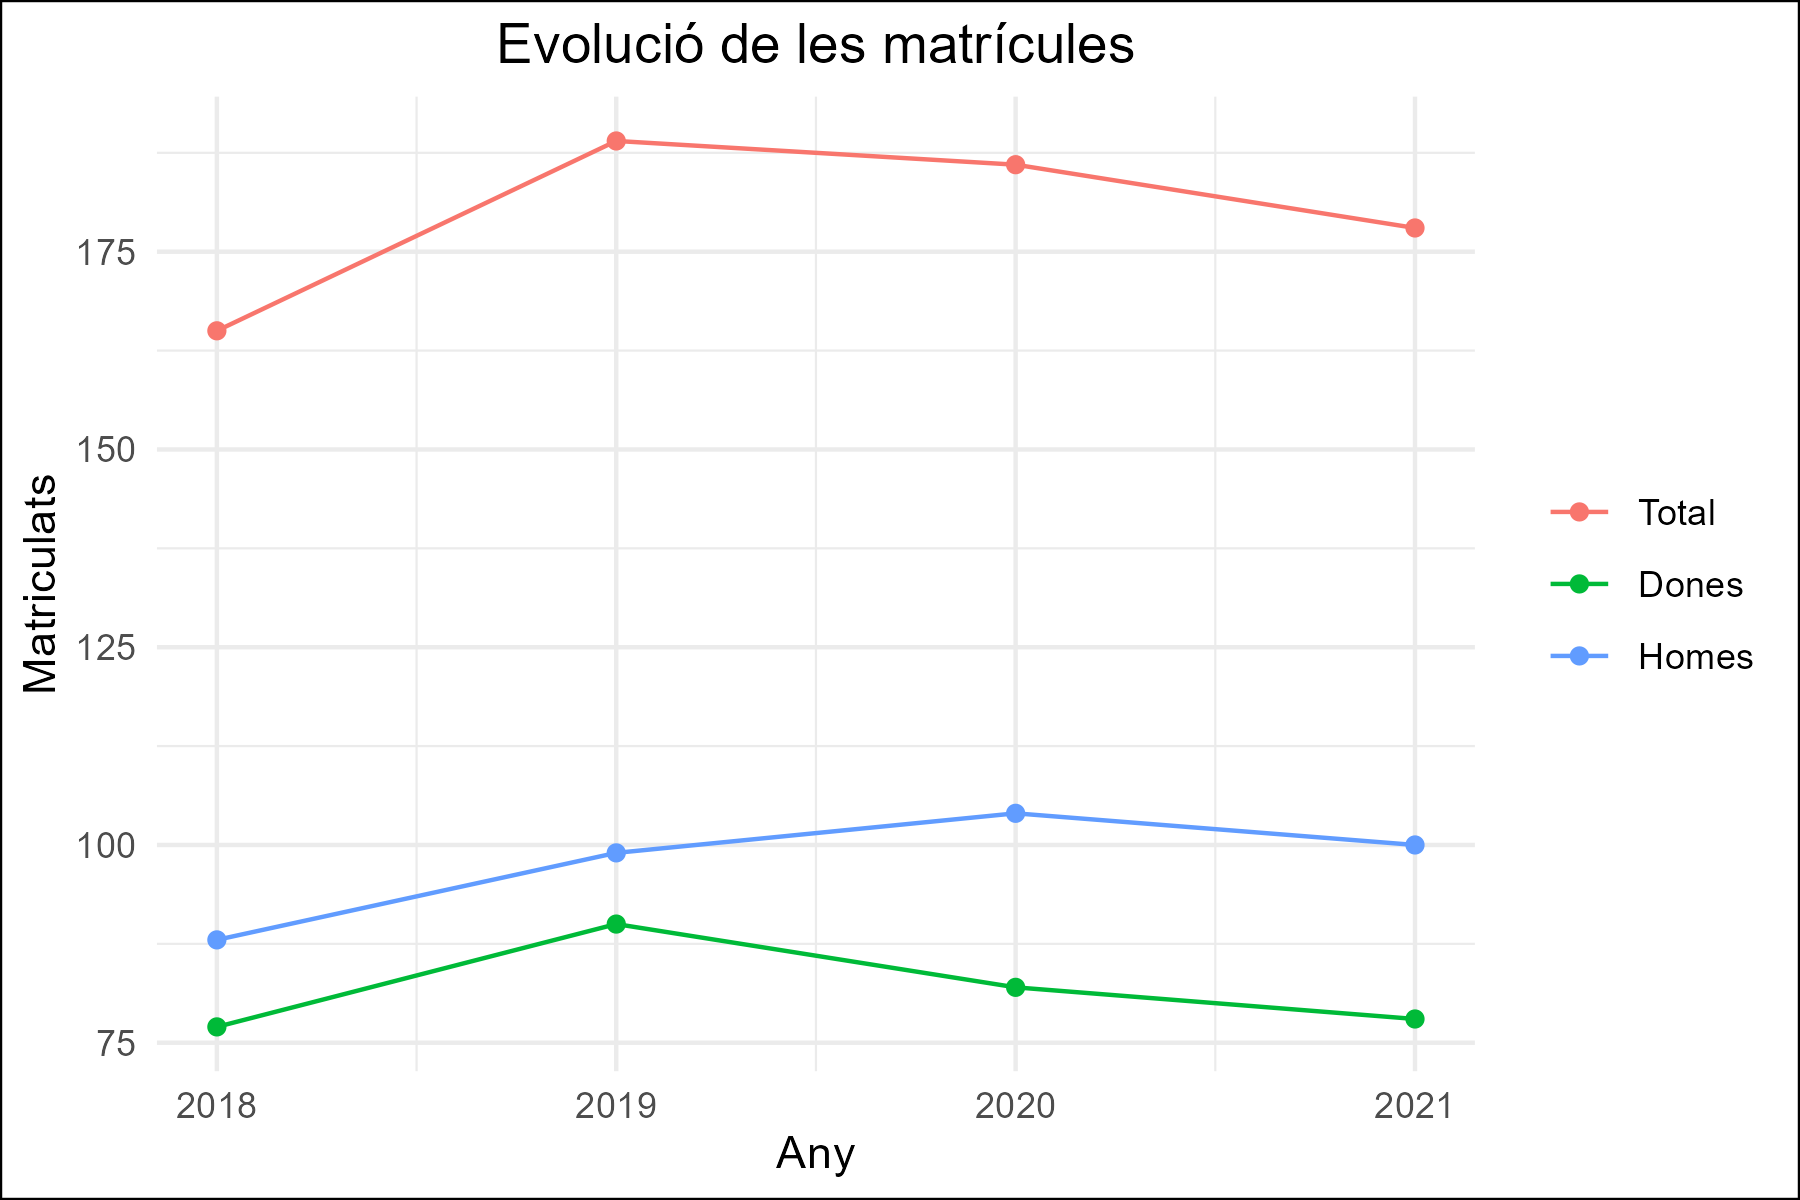 Evolució de les matrícules
Matriculats
175
150
125
100
75
2018 2019 2020 2021
Any
Total
Dones
Homes